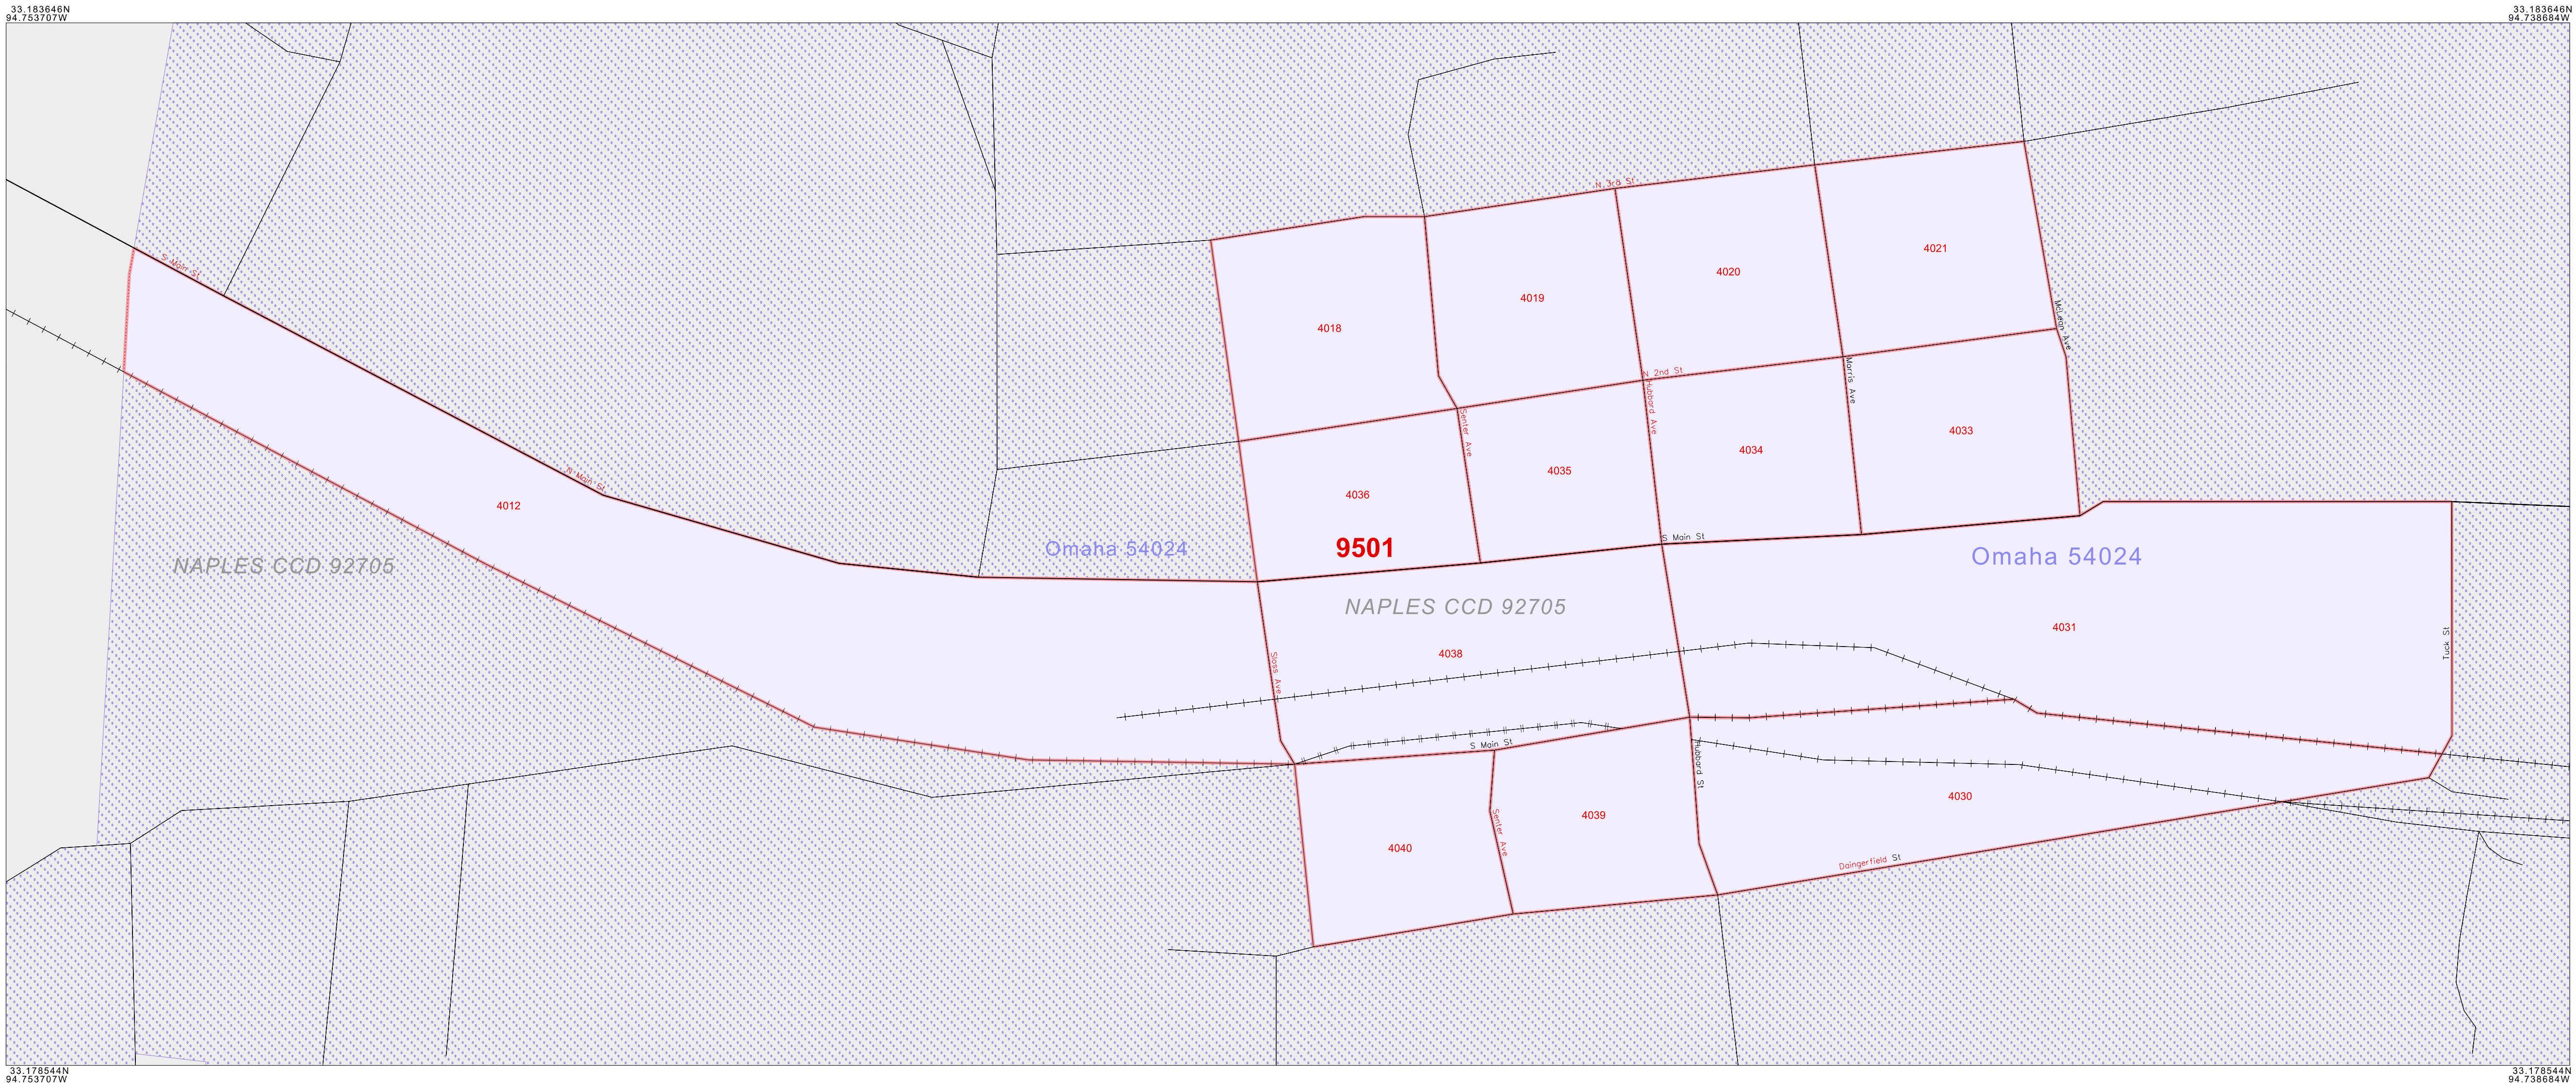 33.183646N
94.753707W
33.183646N
94.738684W
N 3rd St
4021
S Main St
4020
4019
4018
McLean Ave
N 2nd St
Morris Ave
Hubbard Ave
Senter Ave
4033
4034
4035
4036
N Main St
4012
9501
S Main St
Omaha 54024
Omaha 54024
NAPLES CCD 92705
NAPLES CCD 92705
4031
Tuck St
4038
Sloss Ave
S Main St
Hubbard St
4030
4039
Senter Ave
4040
Daingerfield St
33.178544N
94.753707W
33.178544N
94.738684W